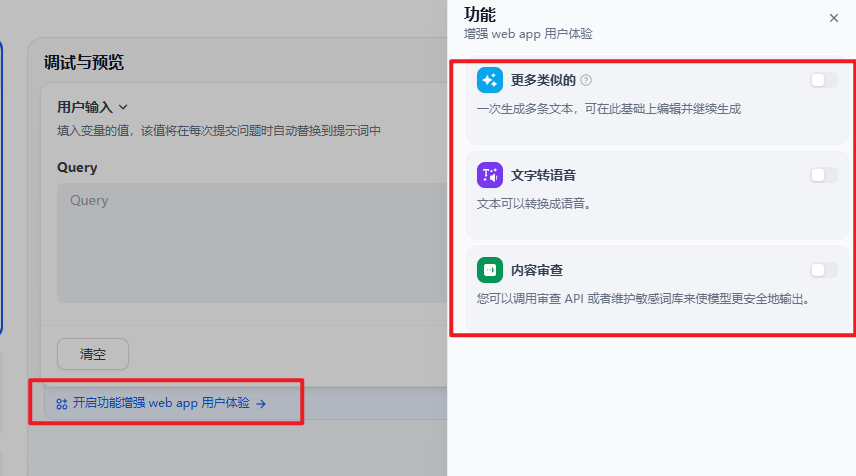 调试与预览
用户输入
填入变量的值，该值将在每次提交问题时自动替换到提示词中
Query
Query
清空
开启功能增强 web app 用户体验
功能
增强 web app 用户体验
更多类似的
一次生成多条文本，可在此基础上编辑并继续生成
文字转语音
文本可以转换成语音。
内容审查
您可以调用审查 API 或者维护敏感词库来使模型更安全地输出。